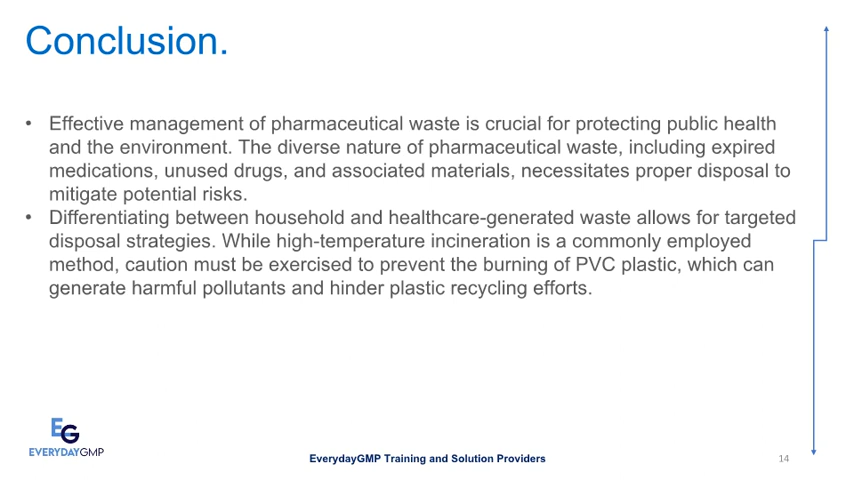 Conclusion.
• Effective management of pharmaceutical waste is crucial for protecting public health
and the environment. The diverse nature of pharmaceutical waste, including expired
medications, unused drugs, and associated materials, necessitates proper disposal to
mitigate potential risks.
• Differentiating between household and healthcare-generated waste allows for targeted
disposal strategies. While high-temperature incineration is a commonly employed
method, caution must be exercised to prevent the burning of PVC plastic, which can
generate harmful pollutants and hinder plastic recycling efforts.
EG
EVERYDAYGMP
EverydayGMP Training and Solution Providers
14